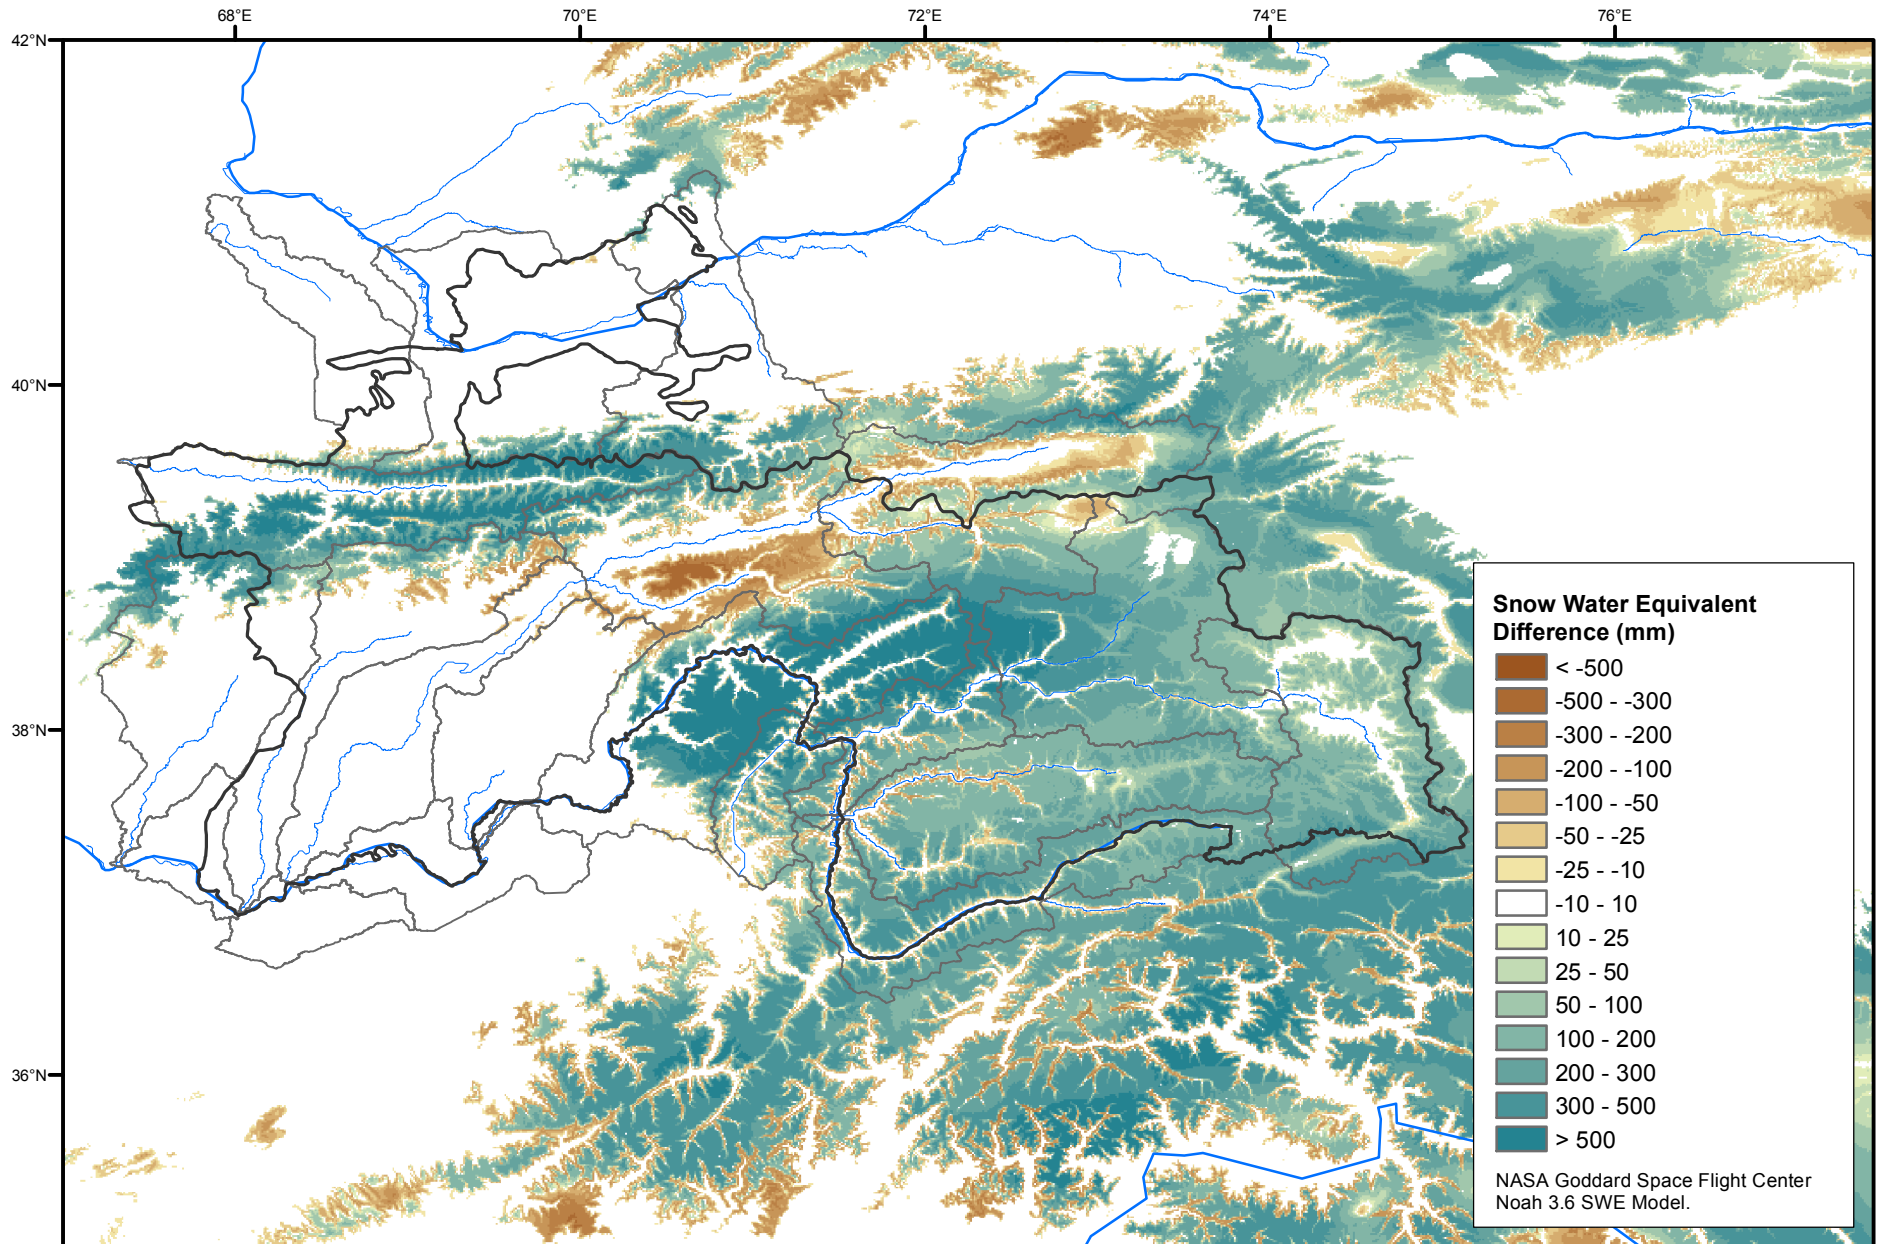 68°E 70°E 72°E 74°E 76°E
42°N
40°N
38°N
36°N
Snow Water Equivalent
Difference (mm)
< -500
-500 - -300
-300 - -200
-200 - -100
-100 - -50
-50 - -25
-25 - -10
-10 - 10
10 - 25
25 - 50
50 - 100
100 - 200
200 - 300
300 - 500
> 500
NASA Goddard Space Flight Center
Noah 3.6 SWE Model.